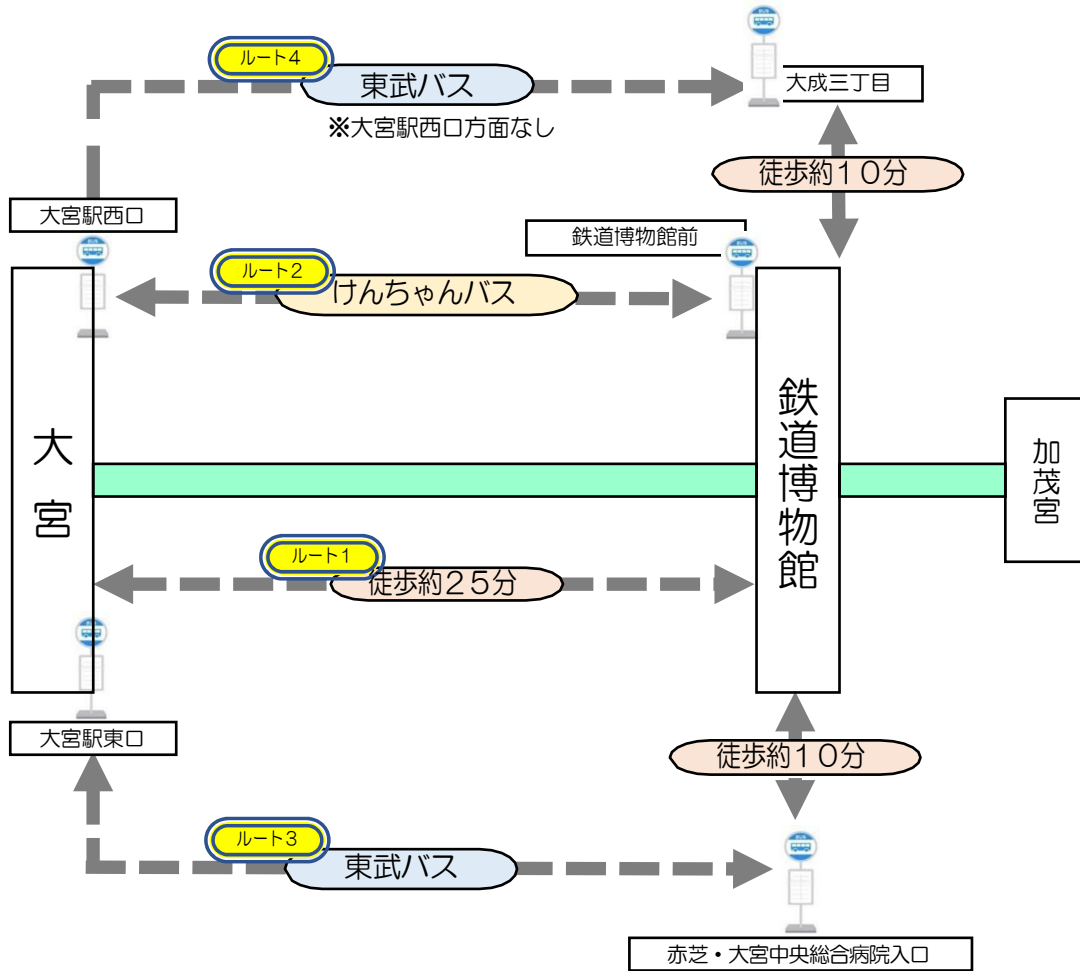 ルート4
東武バス
※大宮駅西口方面なし
大成三丁目
徒歩約10分
大宮駅西口
鉄道博物館前
ルート2
けんちゃんバス
大宮
鉄道博物館
加茂宮
ルート1
徒歩約25分
大宮駅東口
徒歩約10分
ルート3
東武バス
赤芝・大宮中央総合病院入口